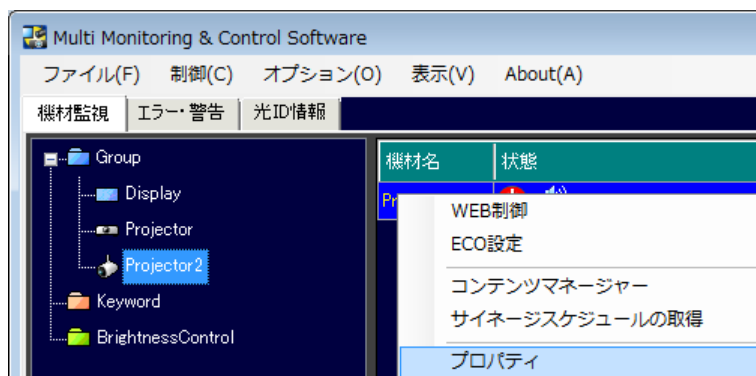 Multi Monitoring & Control Software
ファイル(F) 制御(C) オプション(O) 表示(V) About(A)
機材監視 エラー・警告 光ID情報
Group
Display
Projector
Projector2
Keyword
BrightnessControl
機材名 状態
WEB制御
ECO設定
コンテンツマネージャー
サイネージスケジュールの取得
プロパティ